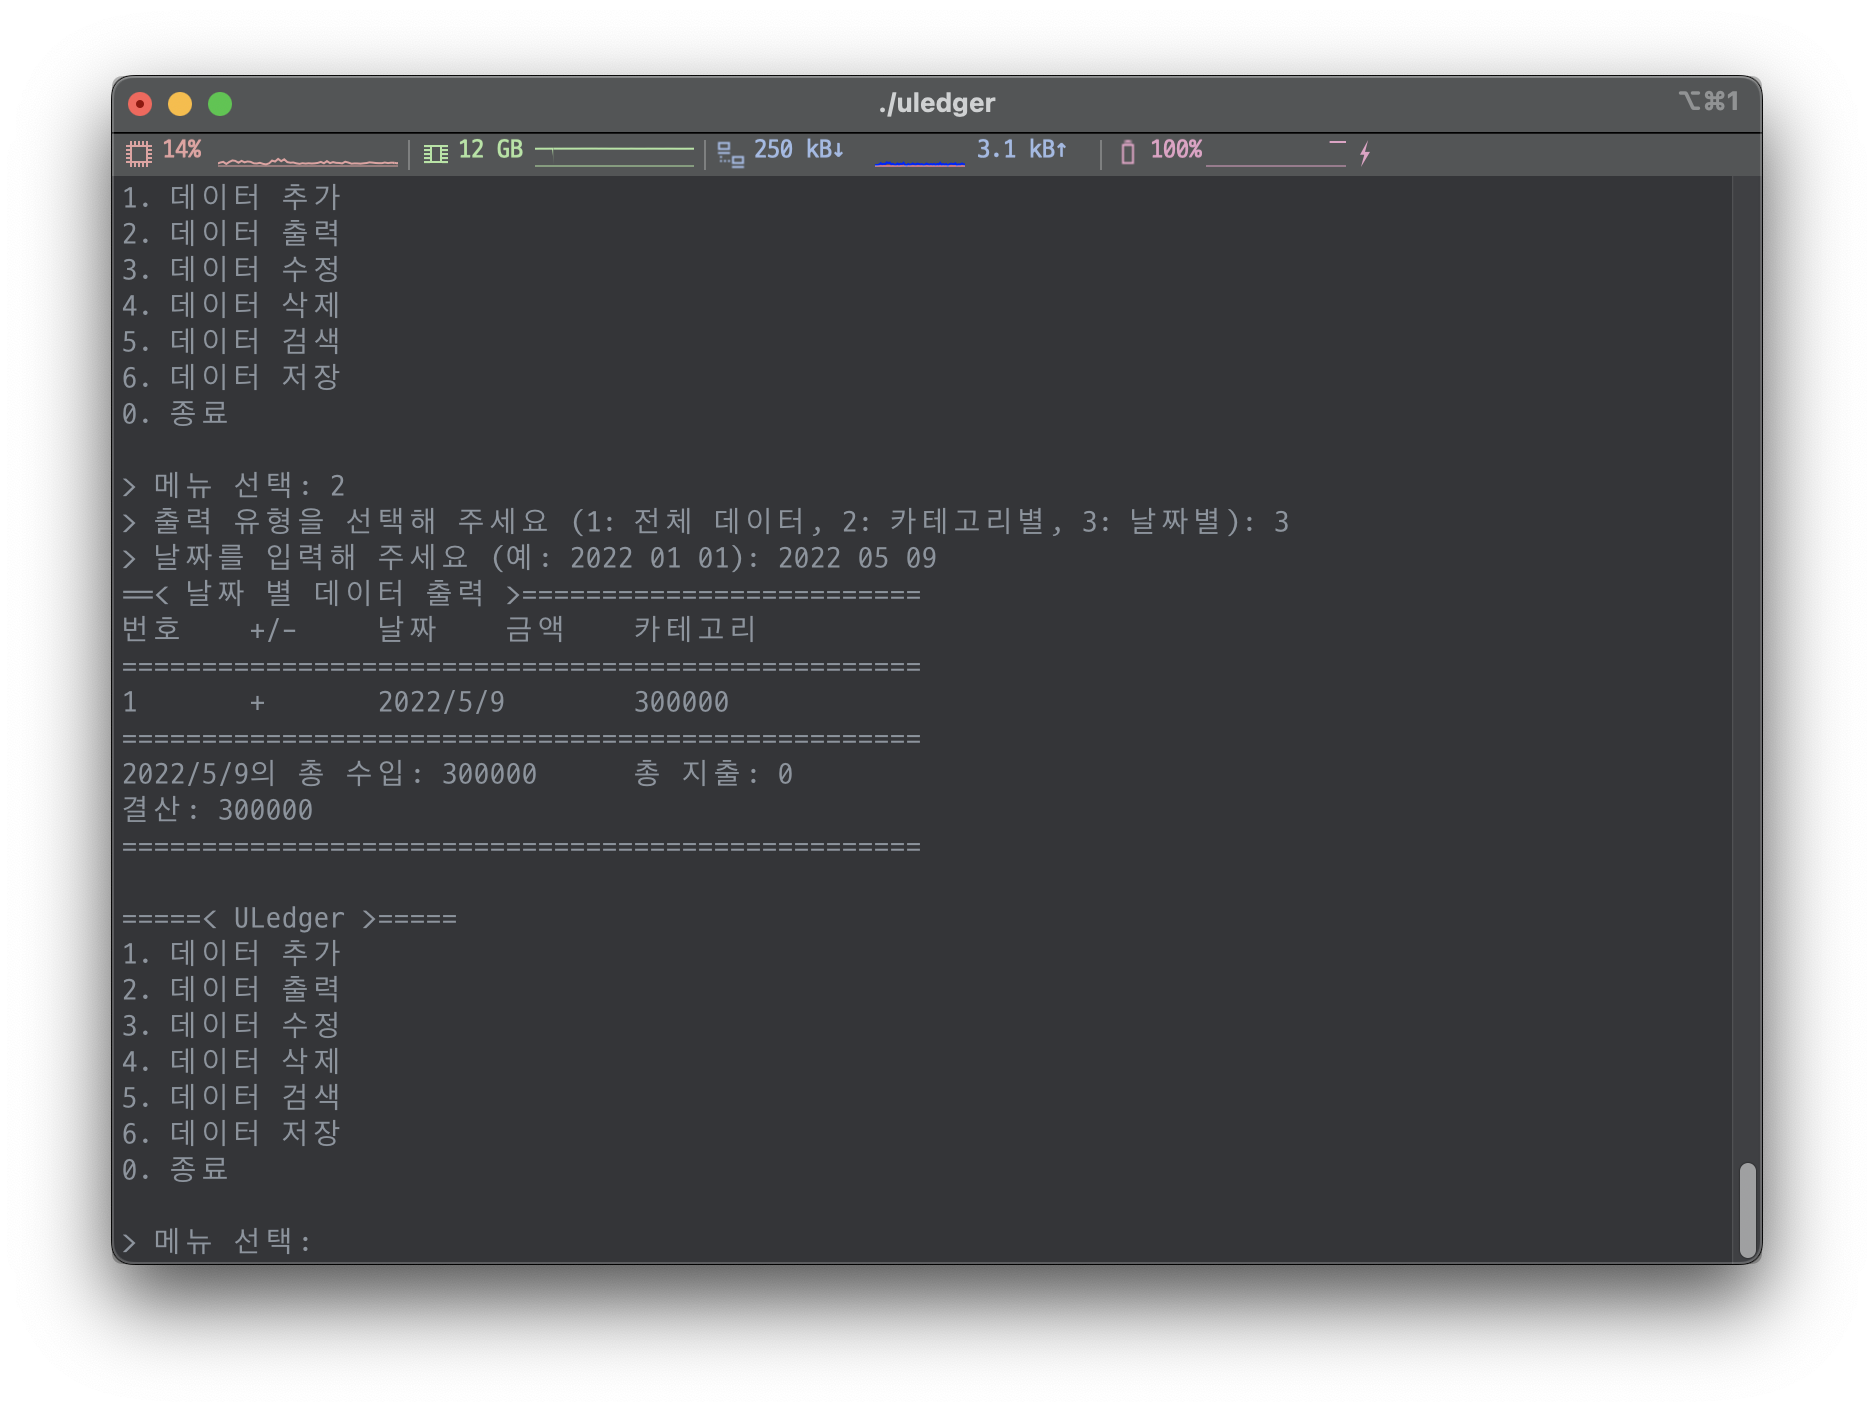 ./uledger
⌥⌘1
14% 12 GB 250 kB↓ 3.1 kB↑ 100%
1. 데이터 추가
2. 데이터 출력
3. 데이터 수정
4. 데이터 삭제
5. 데이터 검색
6. 데이터 저장
0. 종료
> 메뉴 선택: 2
> 출력 유형을 선택해 주세요 (1: 전체 데이터, 2: 카테고리별, 3: 날짜별): 3
> 날짜를 입력해 주세요 (예: 2022 01 01): 2022 05 09
==< 날짜 별 데이터 출력 >=========================
번호 +/- 날짜 금액 카테고리
==================================================
1 + 2022/5/9 300000
==================================================
2022/5/9의 총 수입: 300000 총 지출: 0
결산: 300000
==================================================
=====< ULedger >=====
1. 데이터 추가
2. 데이터 출력
3. 데이터 수정
4. 데이터 삭제
5. 데이터 검색
6. 데이터 저장
0. 종료
> 메뉴 선택: